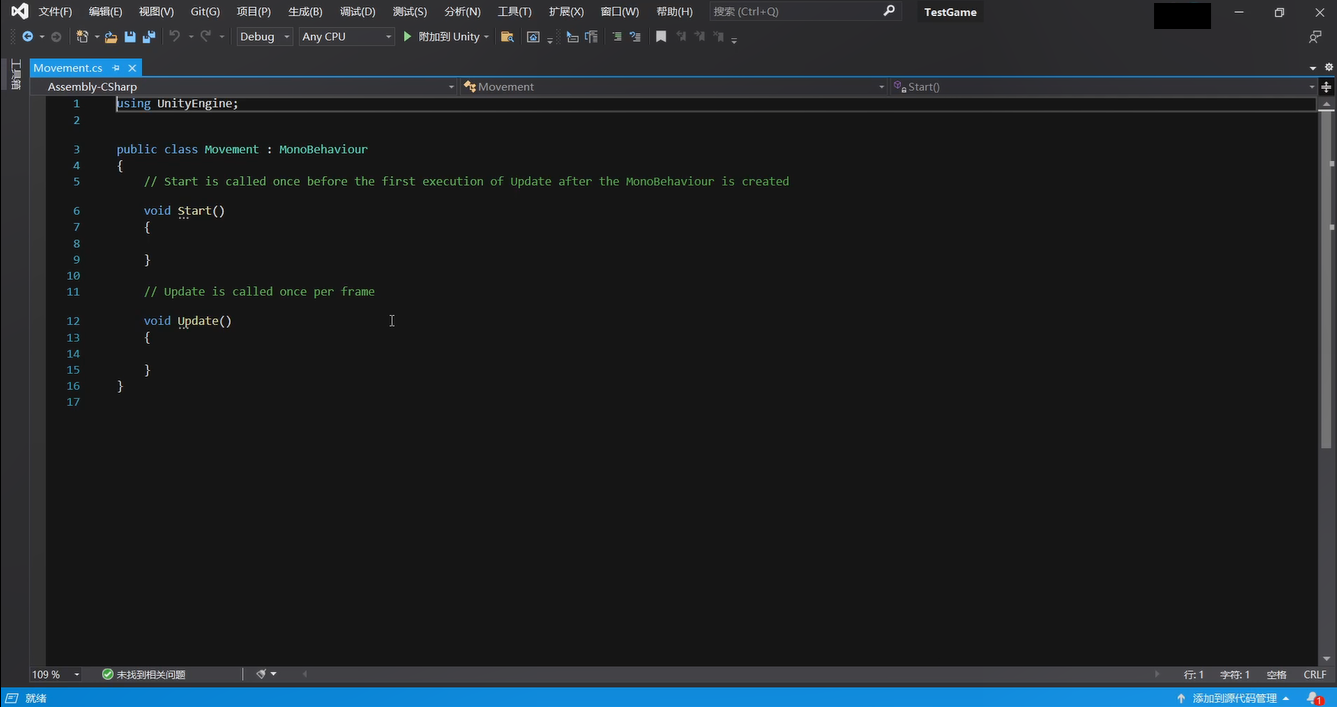 文件(F) 编辑(E) 视图(V) Git(G) 项目(P) 生成(B) 调试(D) 测试(S) 分析(N) 工具(T) 扩展(X) 窗口(W) 帮助(H) 搜索 (Ctrl+Q) TestGame
Debug Any CPU 附加到 Unity
工具箱
Movement.cs
Assembly-CSharp Movement Start()
1 using UnityEngine;
2
3 public class Movement : MonoBehaviour
4 {
5 // Start is called once before the first execution of Update after the MonoBehaviour is created
6 void Start()
7 {
8
9 }
10
11 // Update is called once per frame
12 void Update()
13 {
14
15 }
16 }
17
109 % 未找到相关问题 行: 1 字符: 1 空格 CRLF
就绪 添加到源代码管理 1